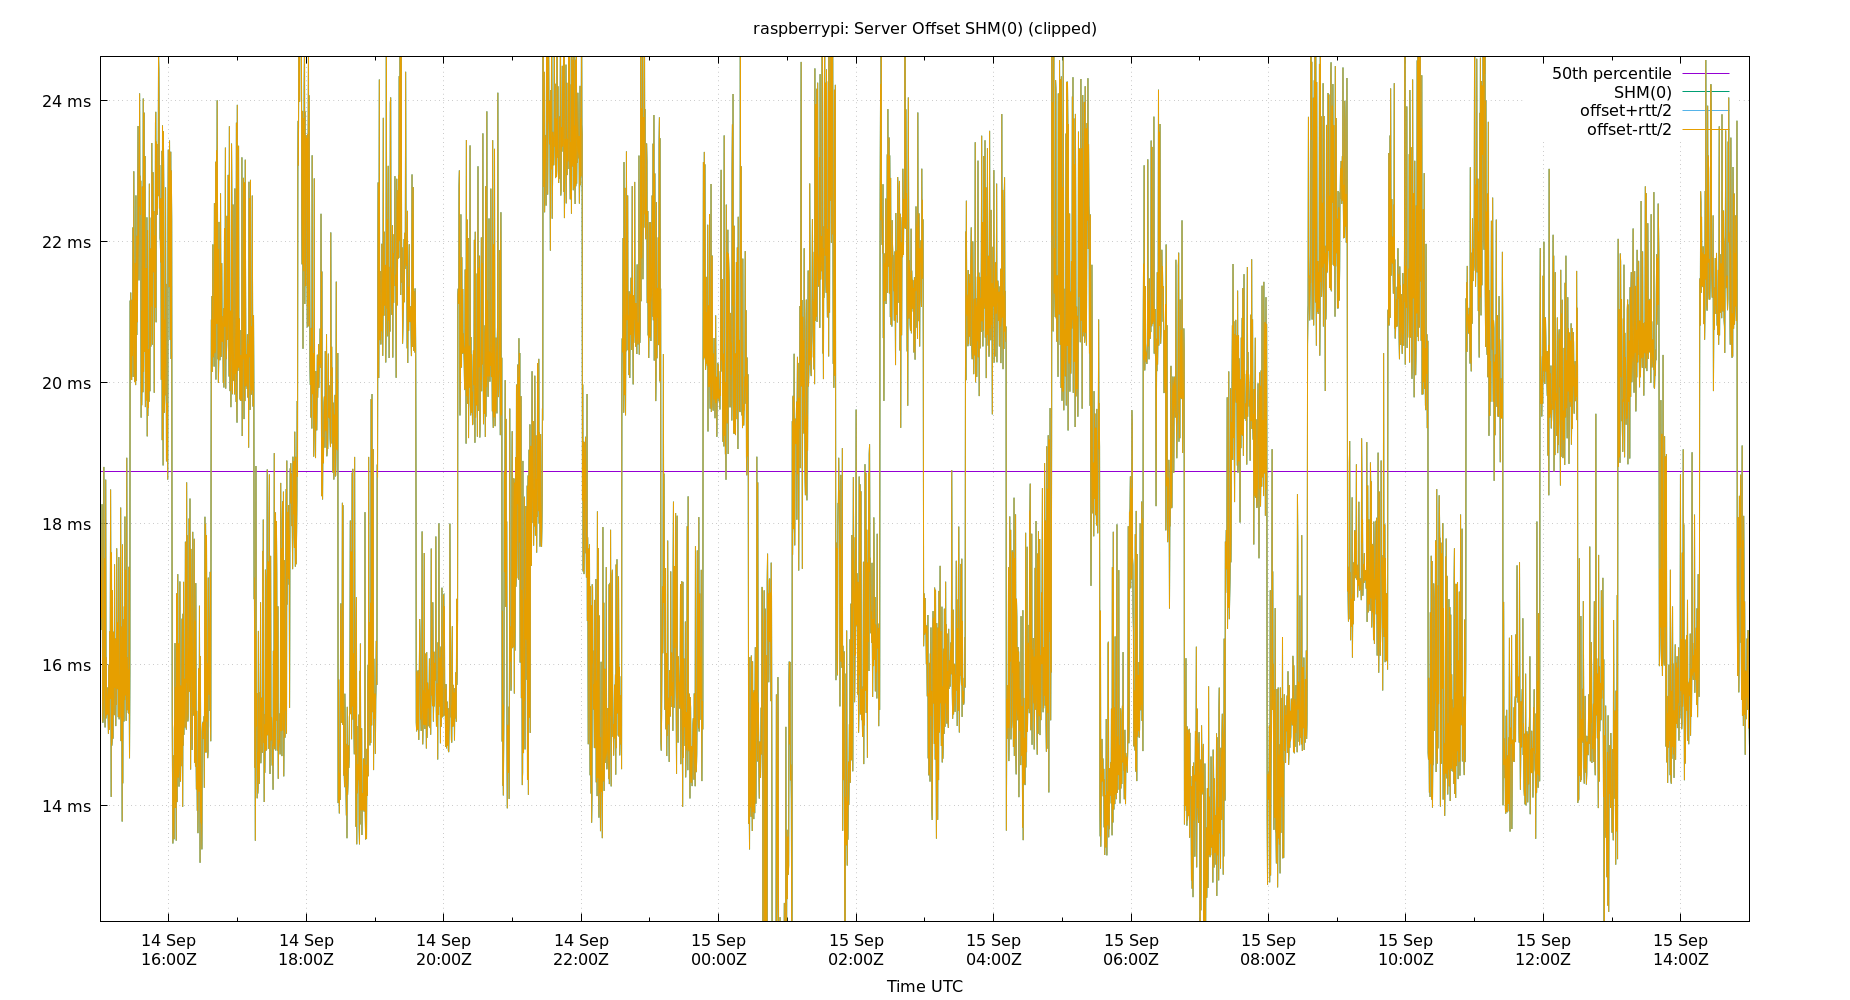 raspberrypi: Server Offset SHM(0) (clipped)
50th percentile
SHM(0)
offset+rtt/2
offset-rtt/2
24 ms
22 ms
20 ms
18 ms
16 ms
14 ms
14 Sep 14 Sep 14 Sep 14 Sep 15 Sep 15 Sep 15 Sep 15 Sep 15 Sep 15 Sep 15 Sep 15 Sep
16:00Z 18:00Z 20:00Z 22:00Z 00:00Z 02:00Z 04:00Z 06:00Z 08:00Z 10:00Z 12:00Z 14:00Z
Time UTC